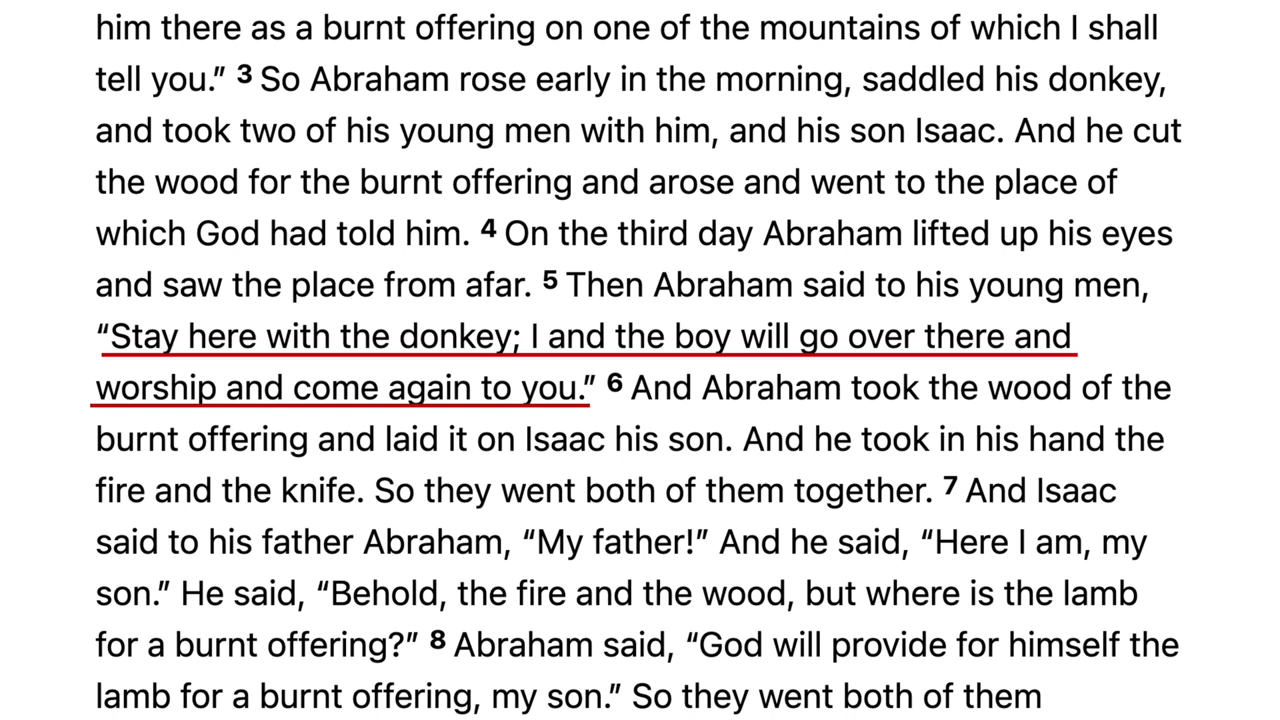 him there as a burnt offering on one of the mountains of which I shall
tell you.” 3 So Abraham rose early in the morning, saddled his donkey,
and took two of his young men with him, and his son Isaac. And he cut
the wood for the burnt offering and arose and went to the place of
which God had told him. 4 On the third day Abraham lifted up his eyes
and saw the place from afar. 5 Then Abraham said to his young men,
“Stay here with the donkey; I and the boy will go over there and
worship and come again to you.” 6 And Abraham took the wood of the
burnt offering and laid it on Isaac his son. And he took in his hand the
fire and the knife. So they went both of them together. 7 And Isaac
said to his father Abraham, “My father!” And he said, “Here I am, my
son.” He said, “Behold, the fire and the wood, but where is the lamb
for a burnt offering?” 8 Abraham said, “God will provide for himself the
lamb for a burnt offering, my son.” So they went both of them